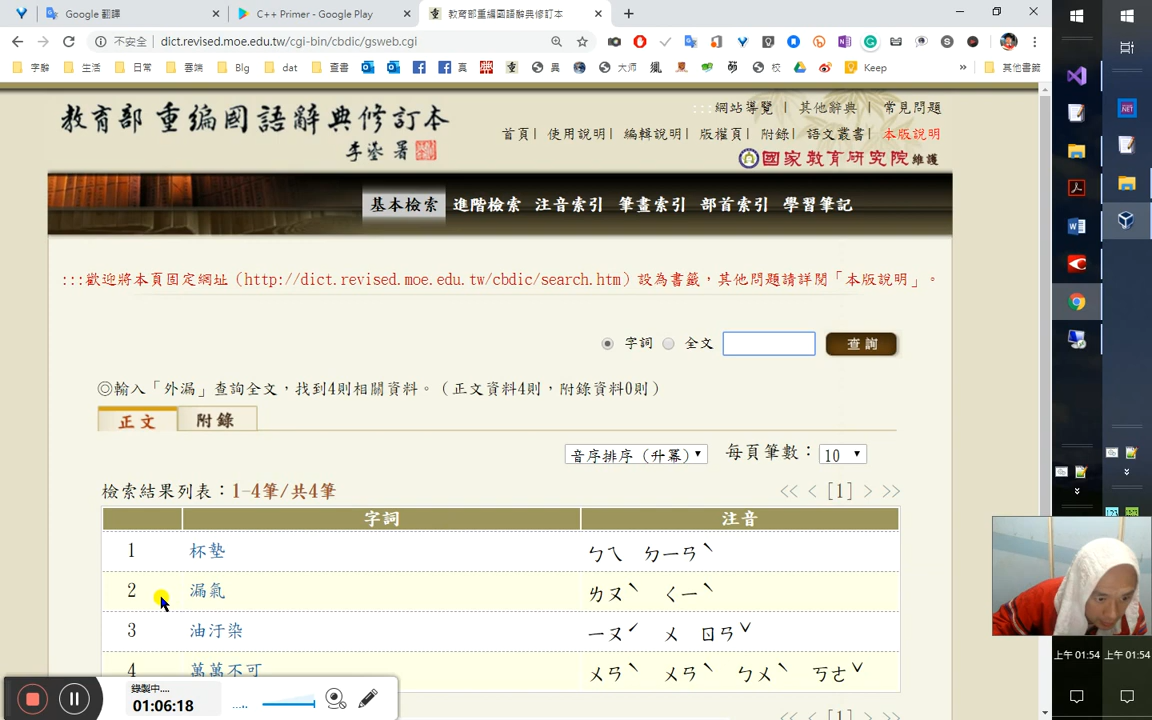 Google 翻譯
C++ Primer - Google Play
教育部重編國語辭典修訂本
不安全 dict.revised.moe.edu.tw/cgi-bin/cbdic/gsweb.cgi
字辭 生活 日常 雲端 Blg dat 查書 真 異 大师 校 Keep » 其他書籤
教育部 重編國語辭典修訂本
李鍌 署
網站導覽 | 其他辭典 | 常見問題
首頁| 使用說明| 編輯說明| 版權頁| 附錄| 語文叢書| 本版說明
國家教育研究院 維護
基本檢索 進階檢索 注音索引 筆畫索引 部首索引 學習筆記
:::歡迎將本頁固定網址（http://dict.revised.moe.edu.tw/cbdic/search.htm）設為書籤，其他問題請詳閱「本版說明」。
字詞 全文 查詢
◎輸入「外漏」查詢全文，找到4則相關資料。（正文資料4則，附錄資料0則）
正文 附錄
音序排序（升冪） 每頁筆數： 10
檢索結果列表：1-4筆/共4筆 << < [1] > >>
字詞 注音
1 杯墊 ㄅㄟ ㄉㄧㄢˋ
2 漏氣 ㄌㄡˋ ㄑㄧˋ
3 油汙染 ㄧㄡˊ ㄨ ㄖㄢˇ
4 萬萬不可 ㄨㄢˋ ㄨㄢˋ ㄅㄨˋ ㄎㄜˇ
<< < [1] > >>
錄製中....
01:06:18
上午 01:54 上午 01:54